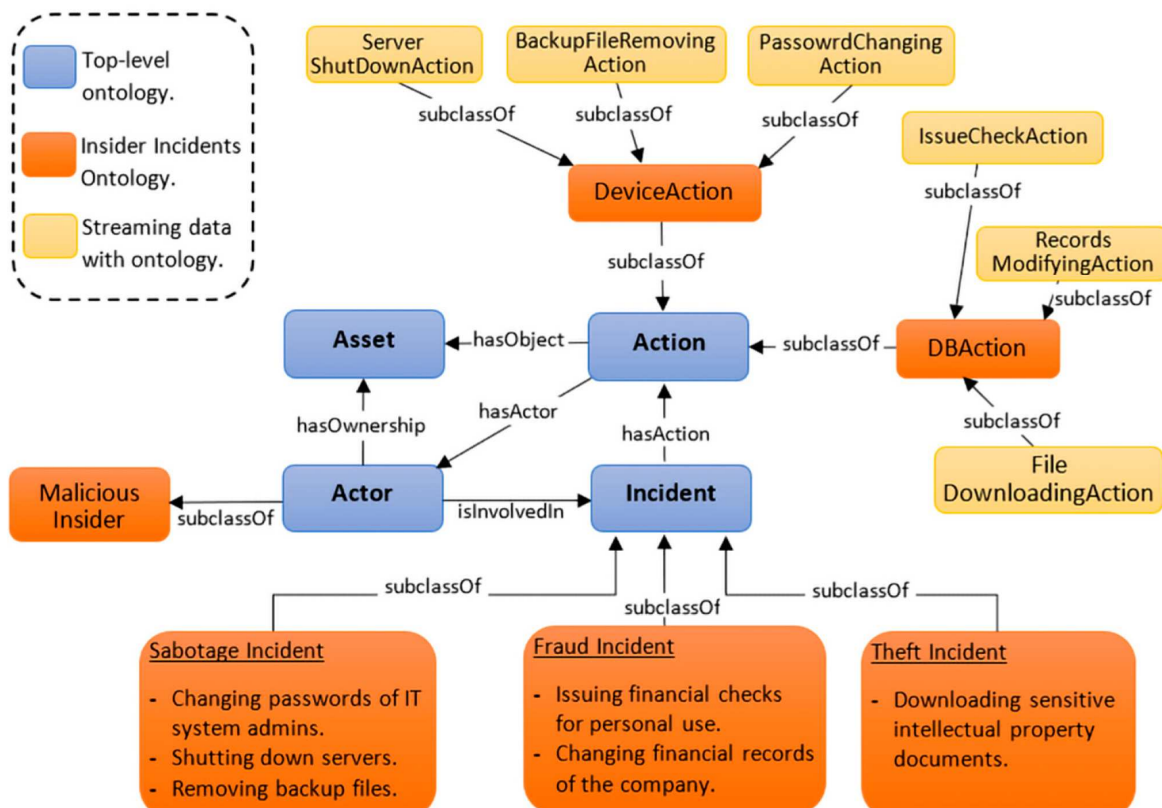 Top-level
ontology.
Insider Incidents
Ontology.
Streaming data
with ontology.
Server
ShutDownAction
BackupFileRemoving
Action
PassowrdChanging
Action
subclassOf
subclassOf
subclassOf
IssueCheckAction
DeviceAction
subclassOf
Records
ModifyingAction
subclassOf
subclassOf
Asset
hasObject
Action
subclassOf
DBAction
hasActor
hasOwnership
hasAction
subclassOf
File
DownloadingAction
Malicious
Insider
subclassOf
Actor
isInvolvedIn
Incident
subclassOf
subclassOf
subclassOf
Sabotage Incident
- Changing passwords of IT
system admins.
- Shutting down servers.
- Removing backup files.
Fraud Incident
- Issuing financial checks
for personal use.
- Changing financial records
of the company.
Theft Incident
- Downloading sensitive
intellectual property
documents.